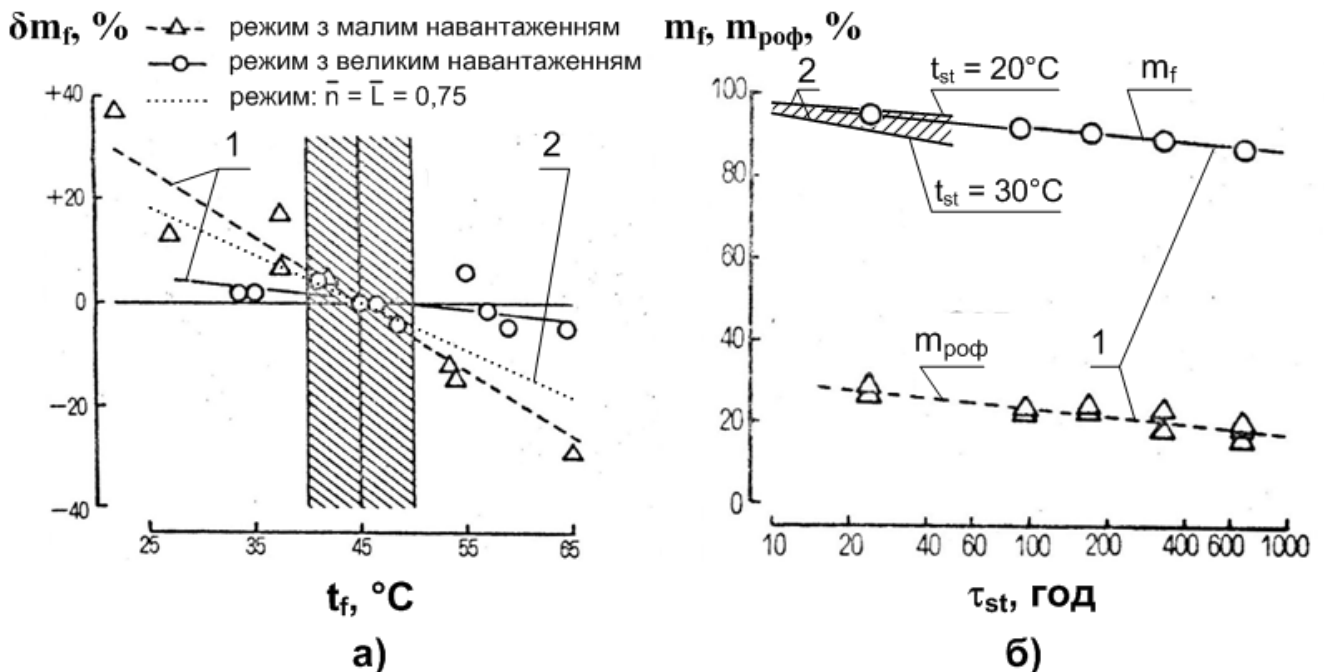 δm_f, %
режим з малим навантаженням
режим з великим навантаженням
режим: n̅ = L̅ = 0,75
+40
+20
0
−20
−40
1
2
25 35 45 55 65
t_f, °C
а)
m_f, m_роф, %
100
80
60
40
20
0
2
t_st = 20°C
m_f
t_st = 30°C
m_роф
1
10 20 40 60 100 200 400 600 1000
τ_st, год
б)